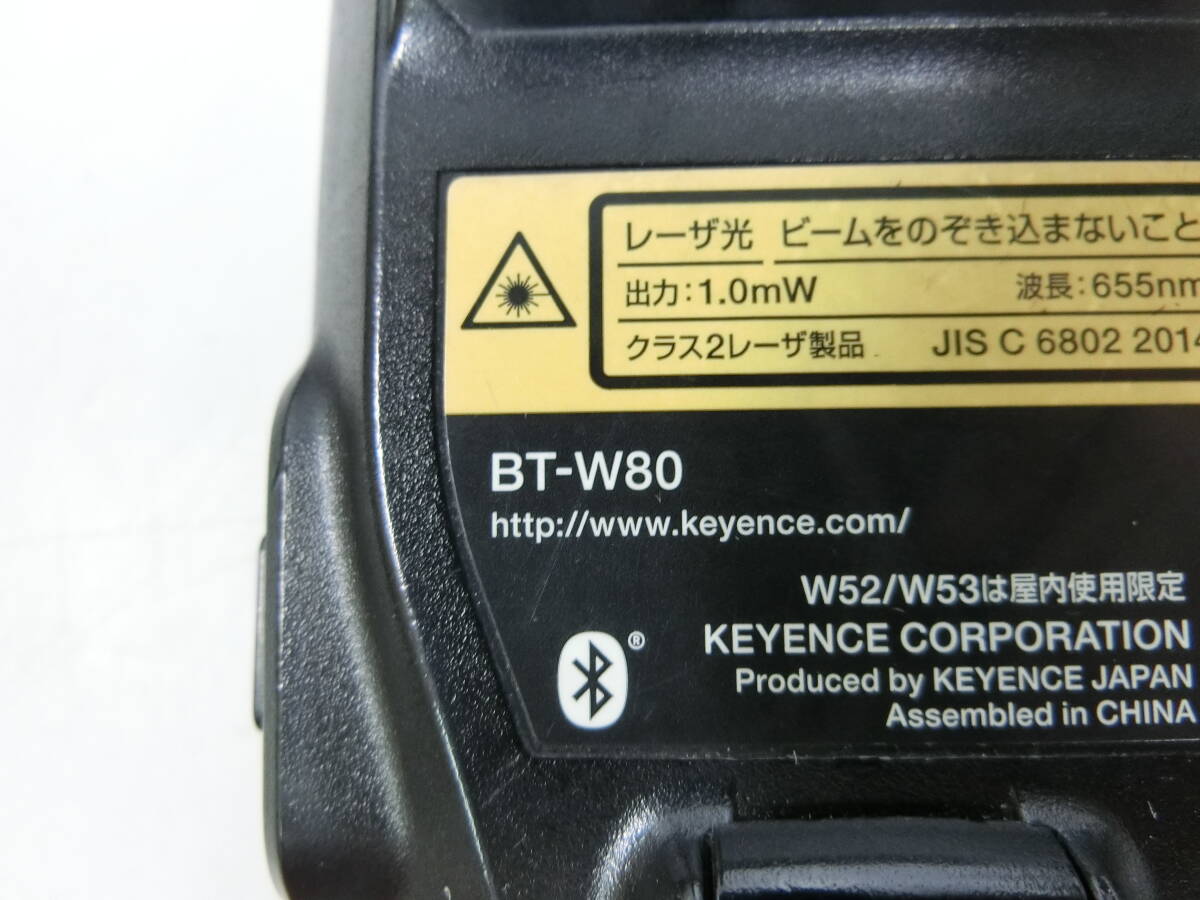 レーザ光 ビームをのぞき込まないこと
出力:1.0mW 波長:655nm
クラス2レーザ製品 JIS C 6802 2014
BT-W80
http://www.keyence.com/
W52/W53は屋内使用限定
®
KEYENCE CORPORATION
Produced by KEYENCE JAPAN
Assembled in CHINA